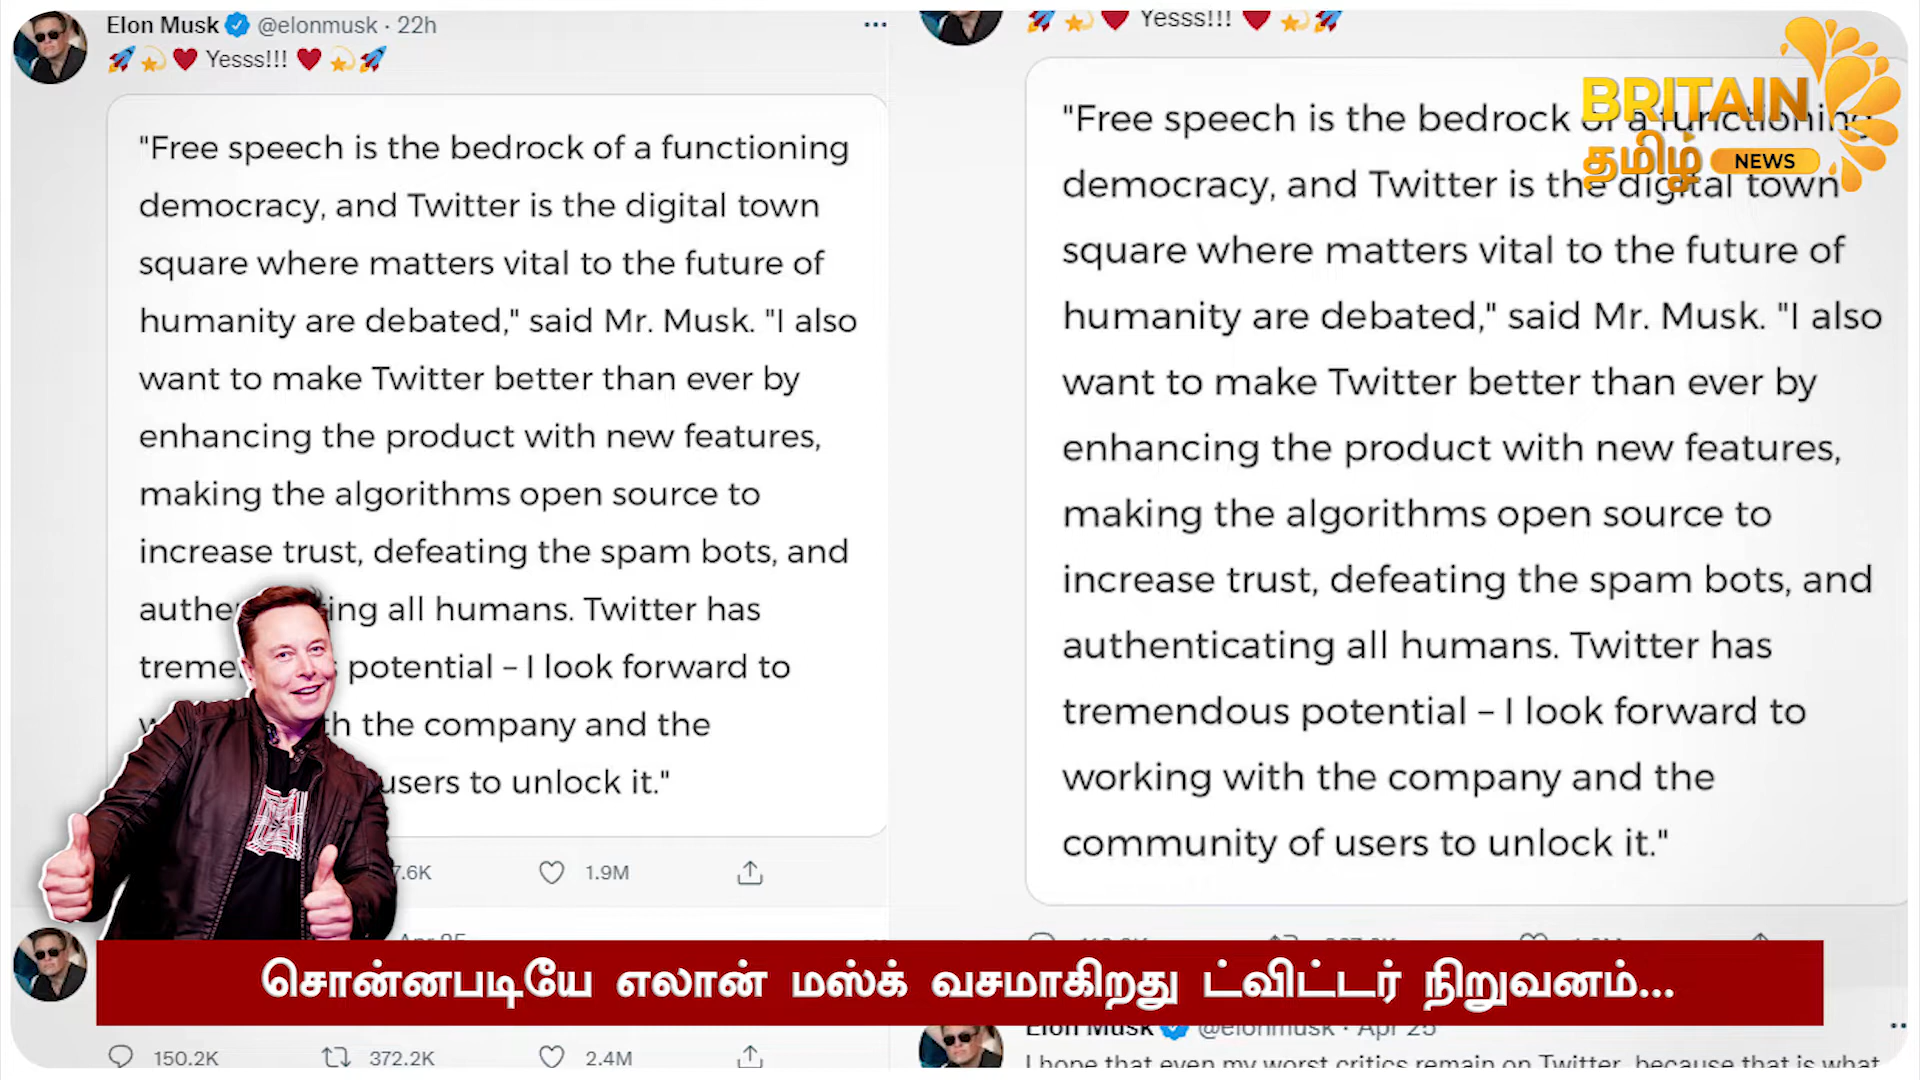 Elon Musk @elonmusk · 22h
Yesss!!!
"Free speech is the bedrock of a functioning
democracy, and Twitter is the digital town
square where matters vital to the future of
humanity are debated," said Mr. Musk. "I also
want to make Twitter better than ever by
enhancing the product with new features,
making the algorithms open source to
increase trust, defeating the spam bots, and
all humans. Twitter has
potential – I look forward to
the company and the
users to unlock it."
1.9M
150.2K 372.2K 2.4M
Yesss!!!
"Free speech is the bedrock of a functioning
democracy, and Twitter is the digital town
square where matters vital to the future of
humanity are debated," said Mr. Musk. "I also
want to make Twitter better than ever by
enhancing the product with new features,
making the algorithms open source to
increase trust, defeating the spam bots, and
authenticating all humans. Twitter has
tremendous potential – I look forward to
working with the company and the
community of users to unlock it."
Elon Musk @elonmusk · Apr 25
I hope that even my worst critics remain on Twitter, because that is what
BRITAIN
தமிழ் NEWS
சொன்னபடியே எலான் மஸ்க் வசமாகிறது ட்விட்டர் நிறுவனம்...